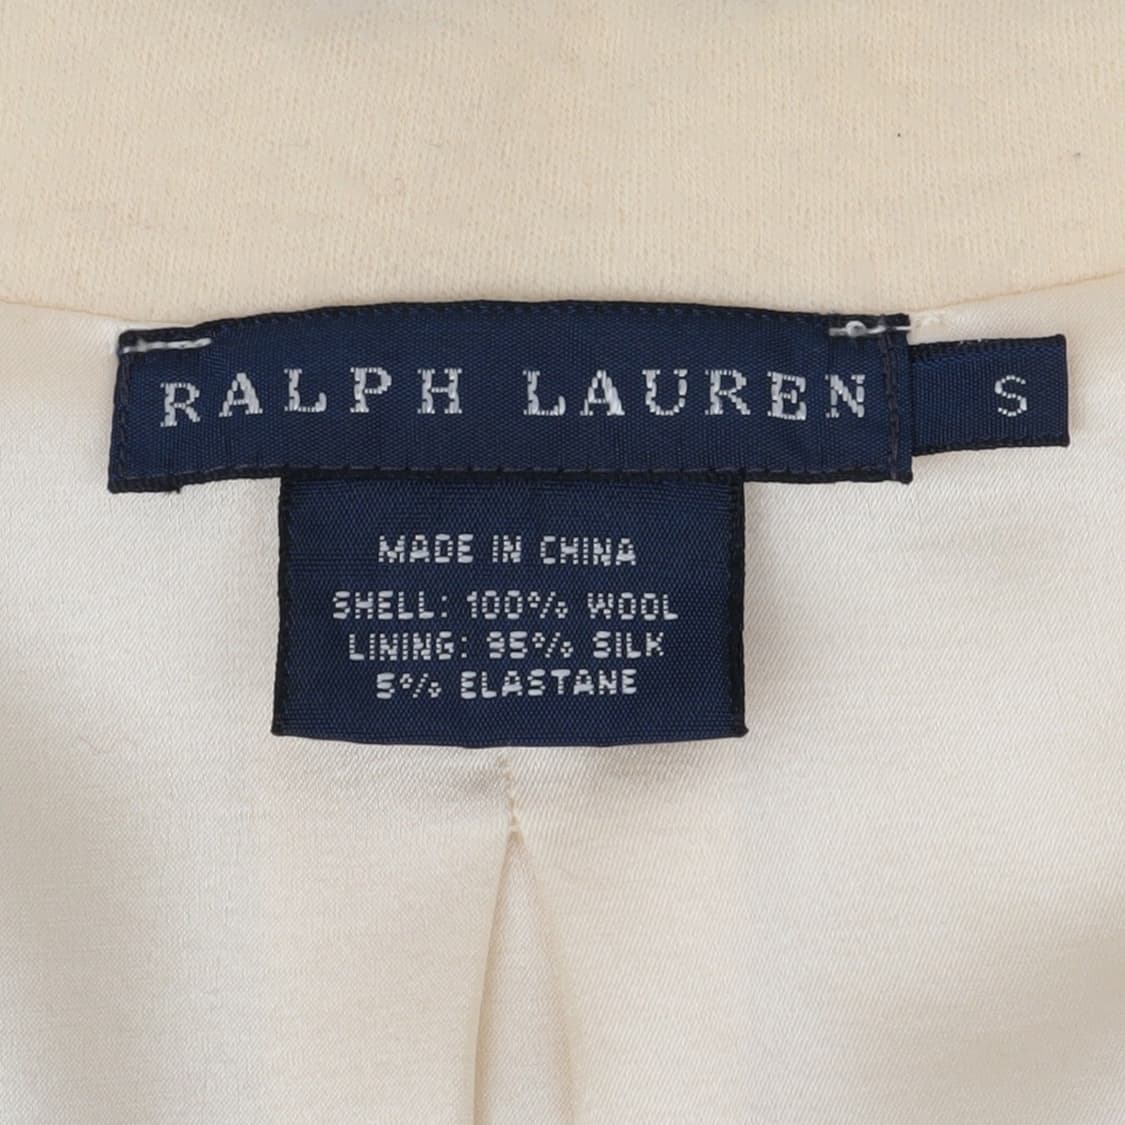 RALPH LAUREN
S
MADE IN CHINA
SHELL: 100% WOOL
LINING: 95% SILK
5% ELASTANE